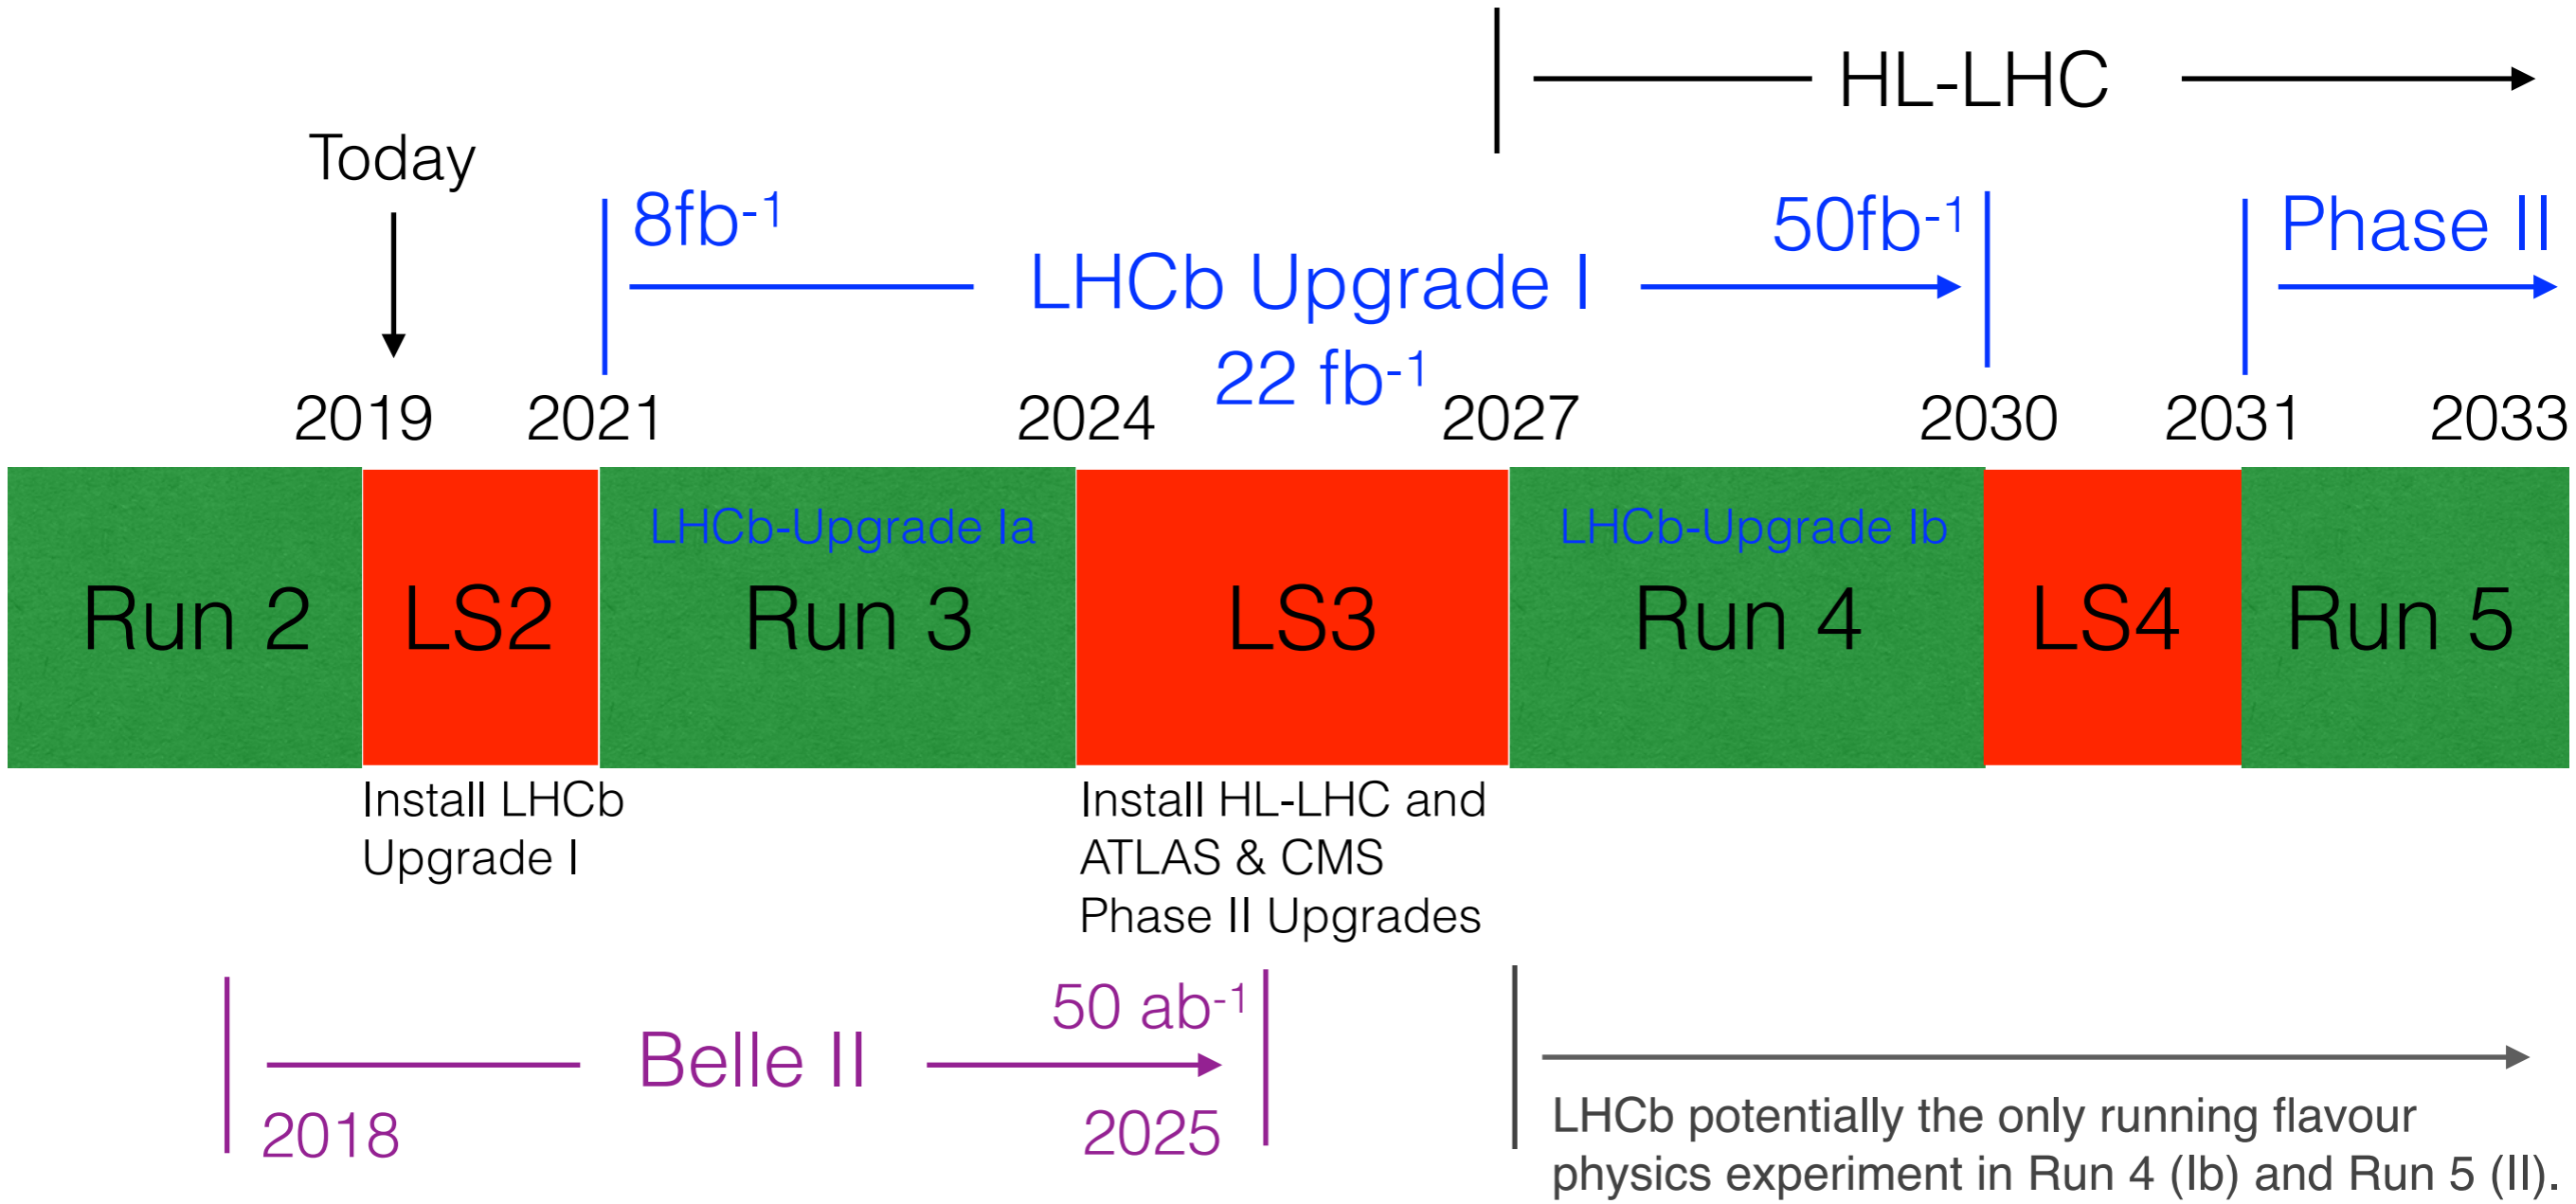 HL-LHC
Today
8fb-1
50fb-1
Phase II
LHCb Upgrade I
22 fb-1
2019
2021
2024
2027
2030
2031
2033
LHCb-Upgrade Ia
LHCb-Upgrade Ib
Run 2
LS2
Run 3
LS3
Run 4
LS4
Run 5
Install LHCb
Upgrade I
Install HL-LHC and
ATLAS & CMS
Phase II Upgrades
50 ab-1
Belle II
2018
2025
LHCb potentially the only running flavour
physics experiment in Run 4 (Ib) and Run 5 (II).